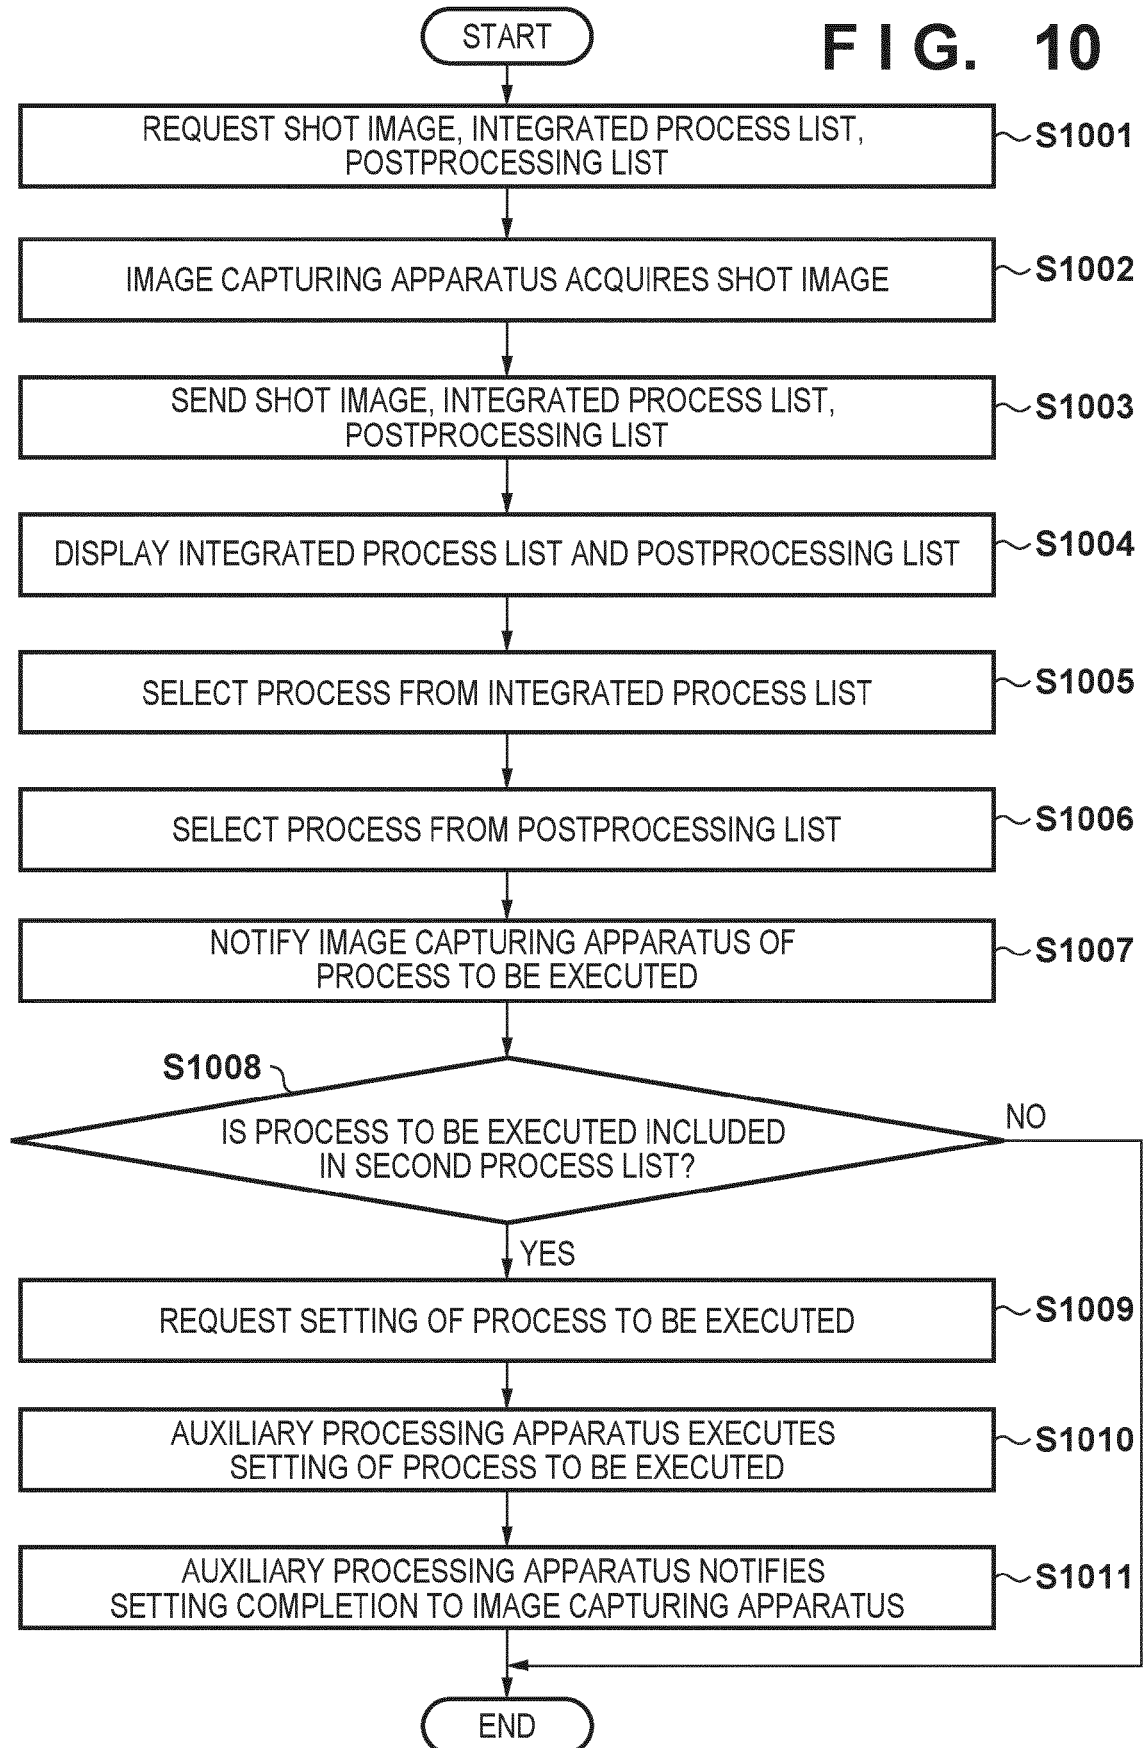 START
FIG. 10
REQUEST SHOT IMAGE, INTEGRATED PROCESS LIST,
POSTPROCESSING LIST
S1001
IMAGE CAPTURING APPARATUS ACQUIRES SHOT IMAGE
S1002
SEND SHOT IMAGE, INTEGRATED PROCESS LIST,
POSTPROCESSING LIST
S1003
DISPLAY INTEGRATED PROCESS LIST AND POSTPROCESSING LIST
S1004
SELECT PROCESS FROM INTEGRATED PROCESS LIST
S1005
SELECT PROCESS FROM POSTPROCESSING LIST
S1006
NOTIFY IMAGE CAPTURING APPARATUS OF
PROCESS TO BE EXECUTED
S1007
S1008
IS PROCESS TO BE EXECUTED INCLUDED
IN SECOND PROCESS LIST?
NO
YES
REQUEST SETTING OF PROCESS TO BE EXECUTED
S1009
AUXILIARY PROCESSING APPARATUS EXECUTES
SETTING OF PROCESS TO BE EXECUTED
S1010
AUXILIARY PROCESSING APPARATUS NOTIFIES
SETTING COMPLETION TO IMAGE CAPTURING APPARATUS
S1011
END